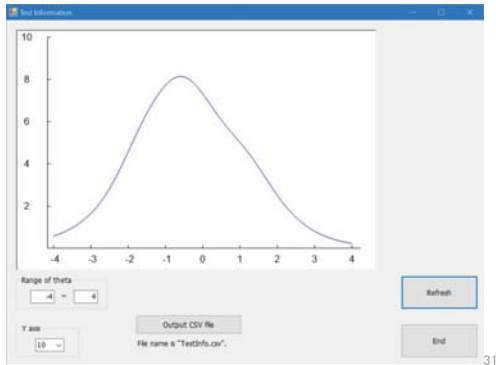 Test Information
10
8
6
4
2
-4 -3 -2 -1 0 1 2 3 4
Range of theta
-4 ~ 4
Refresh
Y axis
10
Output CSV file
File name is "TestInfo.csv".
End
31